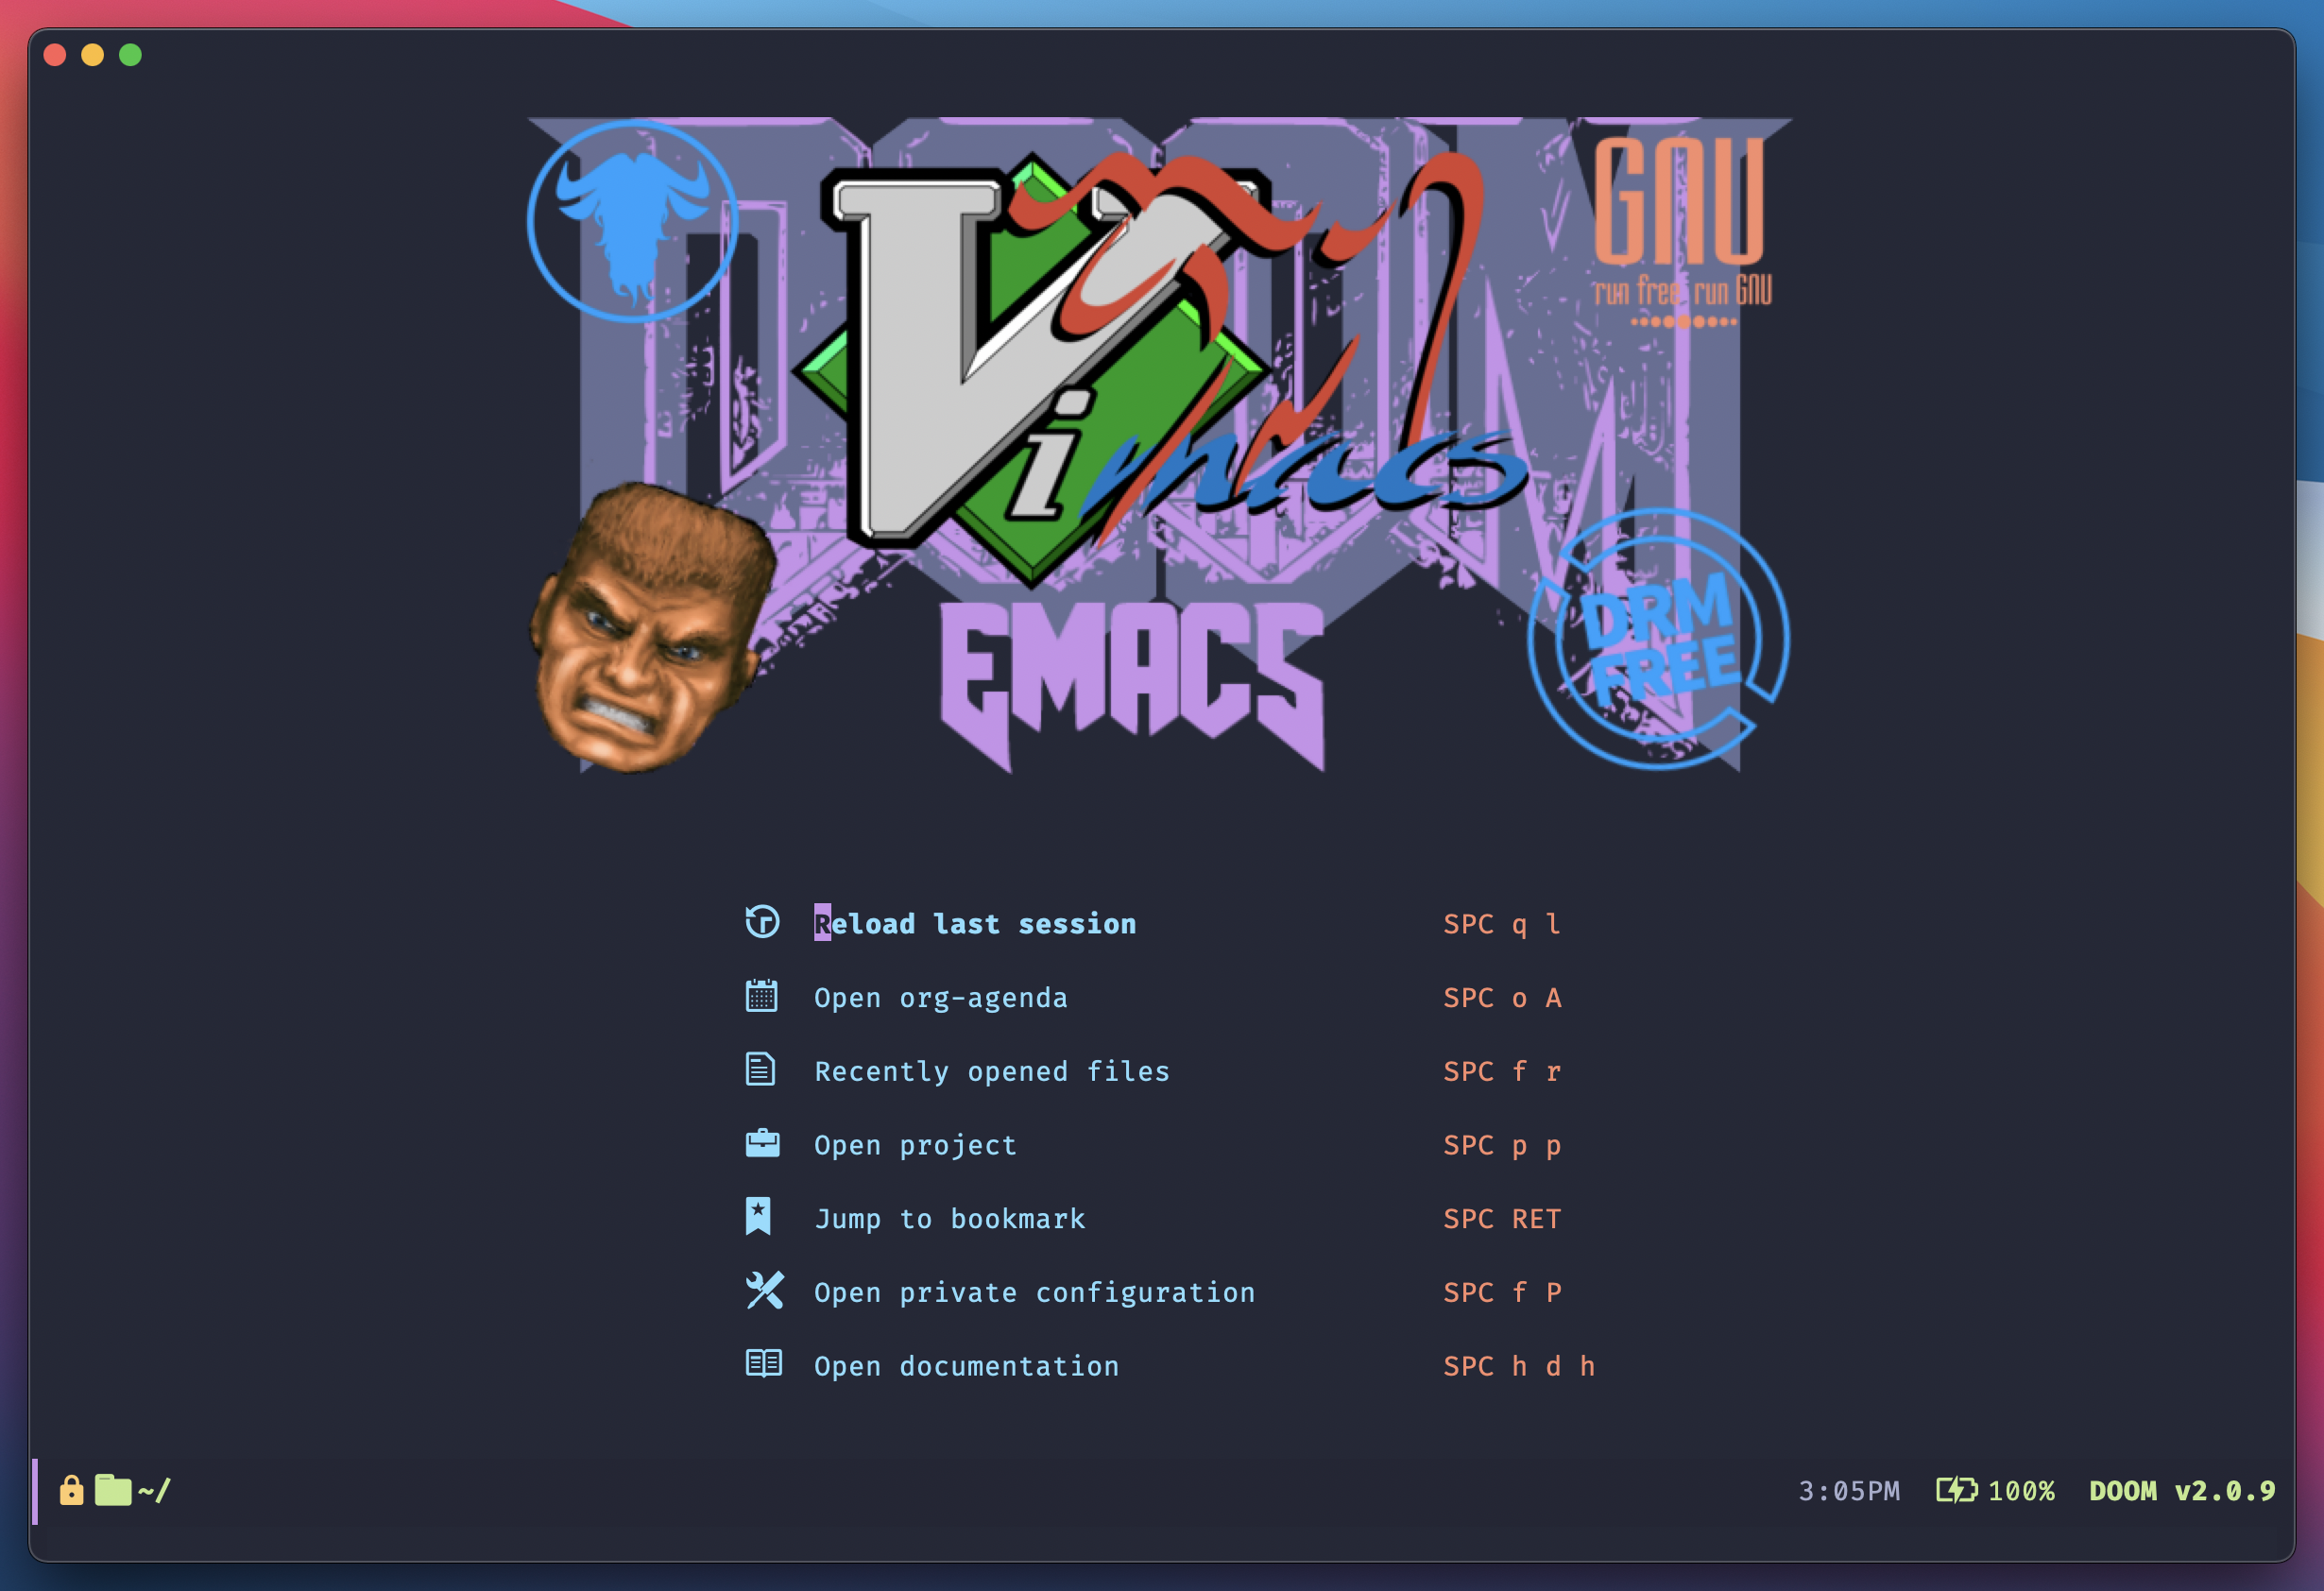 DOOM
GNU
run free run GNU
Vimacs
DRM
FREE
EMACS
Reload last session SPC q l
Open org-agenda SPC o A
Recently opened files SPC f r
Open project SPC p p
Jump to bookmark SPC RET
Open private configuration SPC f P
Open documentation SPC h d h
~/ 3:05PM 100% DOOM v2.0.9